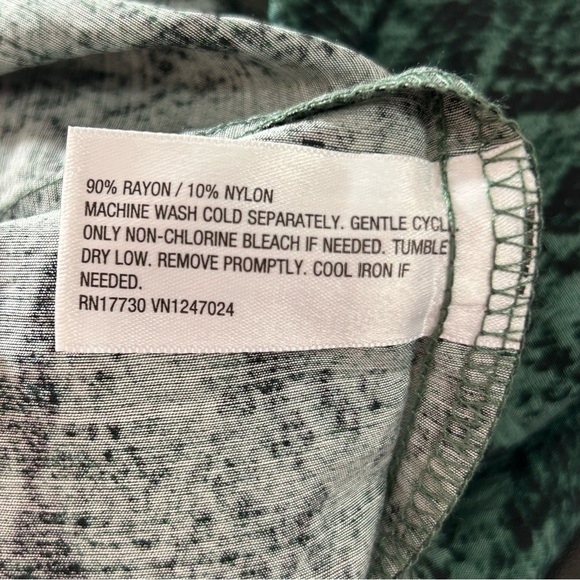 90% RAYON / 10% NYLON
MACHINE WASH COLD SEPARATELY. GENTLE CYCL.
ONLY NON-CHLORINE BLEACH IF NEEDED. TUMBLE
DRY LOW. REMOVE PROMPTLY. COOL IRON IF
NEEDED.
RN17730 VN1247024